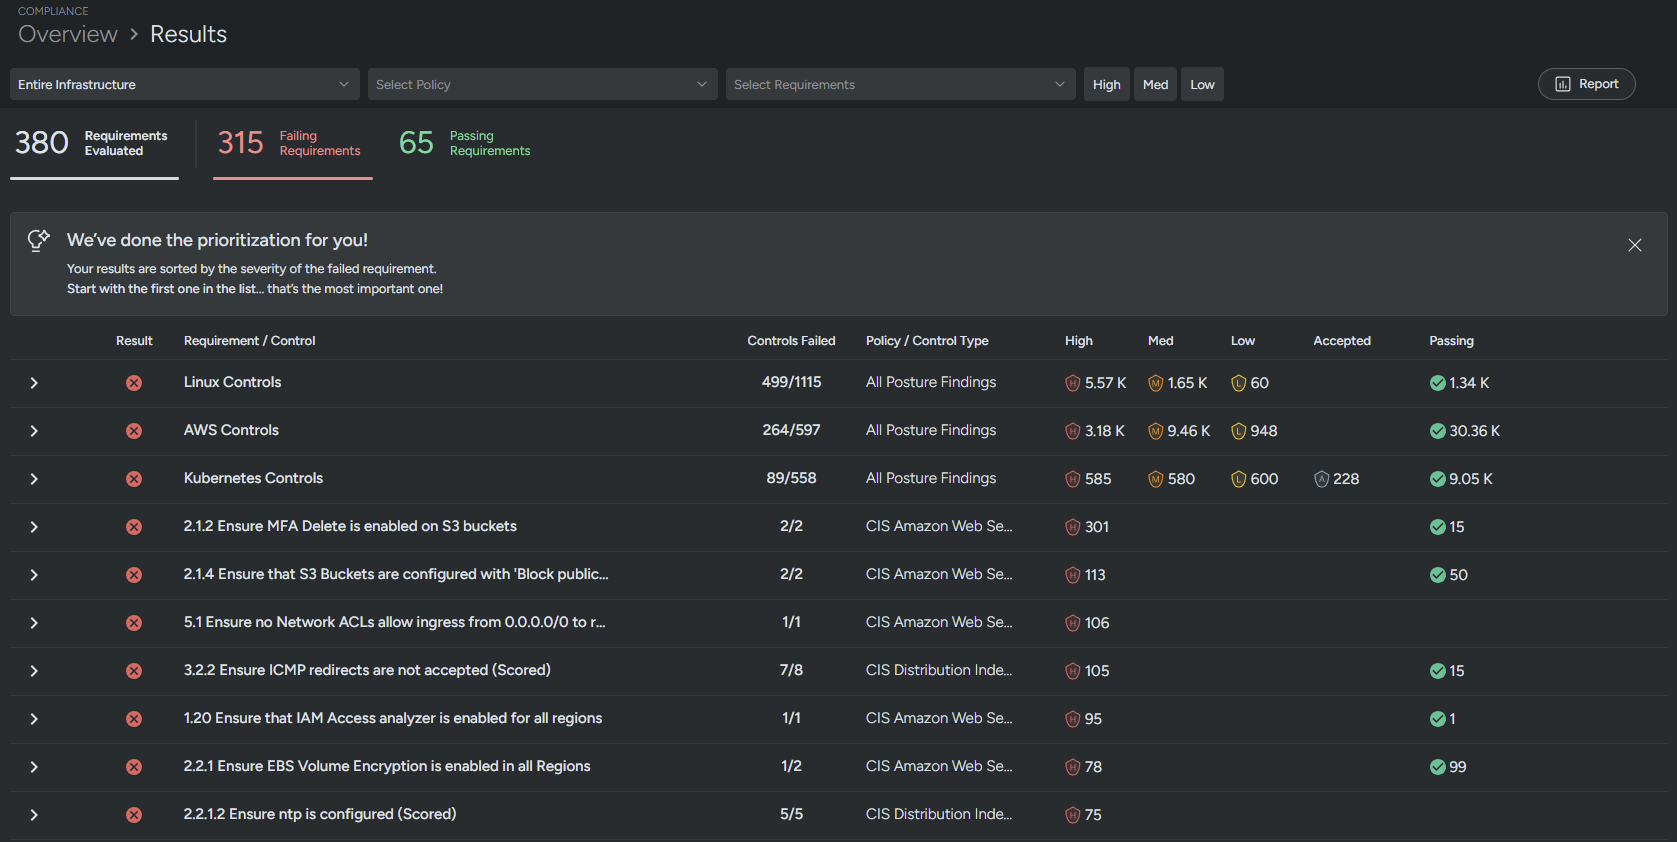 COMPLIANCE
Overview > Results
Entire Infrastructure
Select Policy
Select Requirements
High
Med
Low
Report
380 Requirements Evaluated
315 Failing Requirements
65 Passing Requirements
We've done the prioritization for you!
Your results are sorted by the severity of the failed requirement.
Start with the first one in the list... that's the most important one!
Result Requirement / Control Controls Failed Policy / Control Type High Med Low Accepted Passing
Linux Controls 499/1115 All Posture Findings H 5.57 K M 1.65 K L 60 1.34 K
AWS Controls 264/597 All Posture Findings H 3.18 K M 9.46 K L 948 30.36 K
Kubernetes Controls 89/558 All Posture Findings H 585 M 580 L 600 A 228 9.05 K
2.1.2 Ensure MFA Delete is enabled on S3 buckets 2/2 CIS Amazon Web Se... H 301 15
2.1.4 Ensure that S3 Buckets are configured with 'Block public... 2/2 CIS Amazon Web Se... H 113 50
5.1 Ensure no Network ACLs allow ingress from 0.0.0.0/0 to r... 1/1 CIS Amazon Web Se... H 106
3.2.2 Ensure ICMP redirects are not accepted (Scored) 7/8 CIS Distribution Inde... H 105 15
1.20 Ensure that IAM Access analyzer is enabled for all regions 1/1 CIS Amazon Web Se... H 95 1
2.2.1 Ensure EBS Volume Encryption is enabled in all Regions 1/2 CIS Amazon Web Se... H 78 99
2.2.1.2 Ensure ntp is configured (Scored) 5/5 CIS Distribution Inde... H 75